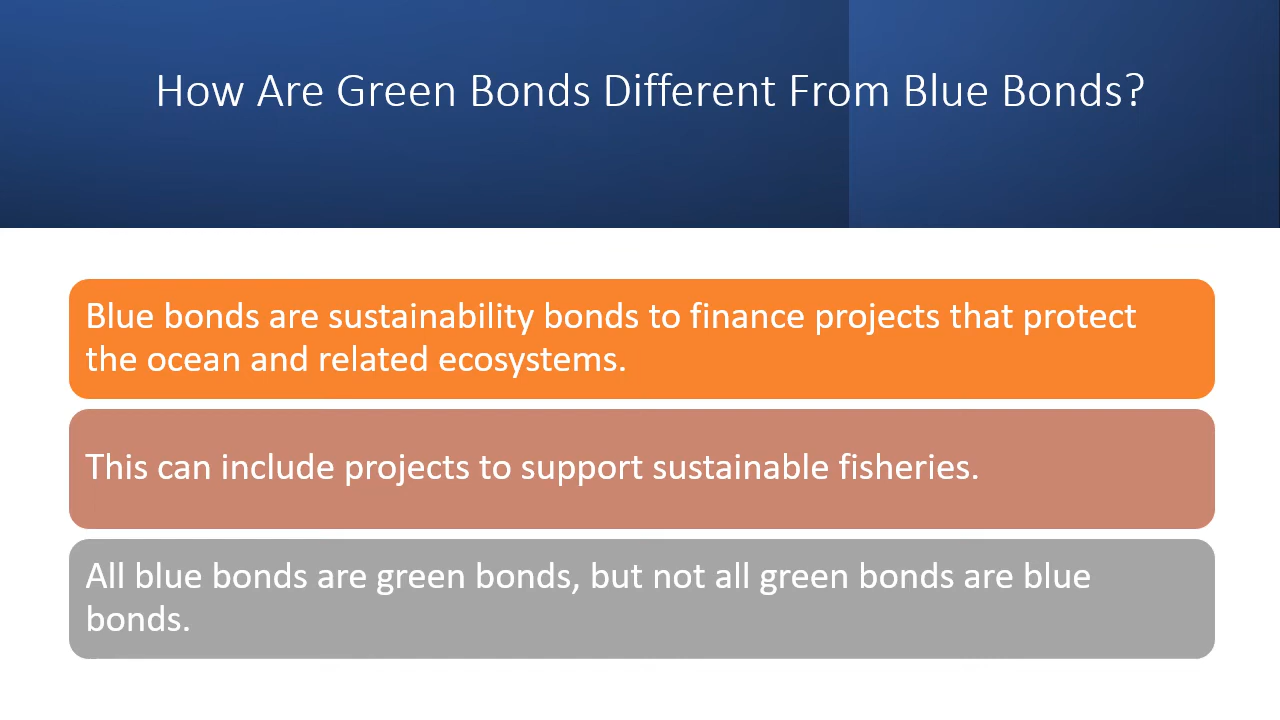 How Are Green Bonds Different From Blue Bonds?
Blue bonds are sustainability bonds to finance projects that protect
the ocean and related ecosystems.
This can include projects to support sustainable fisheries.
All blue bonds are green bonds, but not all green bonds are blue
bonds.